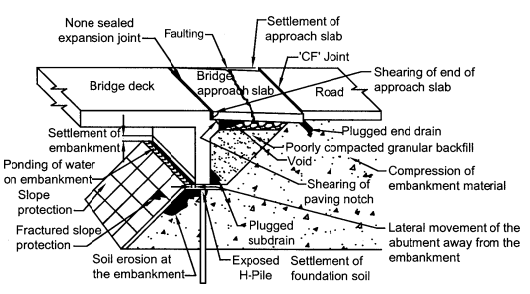 None sealed
expansion joint
Faulting
Settlement of
approach slab
'CF' Joint
Bridge deck
Bridge
approach slab
Road
Shearing of end of
approach slab
Settlement of
embankment
Plugged end drain
Poorly compacted granular backfill
Void
Ponding of water
on embankment
Compression of
embankment material
Slope
protection
Shearing of
paving notch
Fractured slope
protection
Plugged
subdrain
Lateral movement of the
abutment away from the
embankment
Soil erosion at
the embankment
Exposed
H-Pile
Settlement of
foundation soil